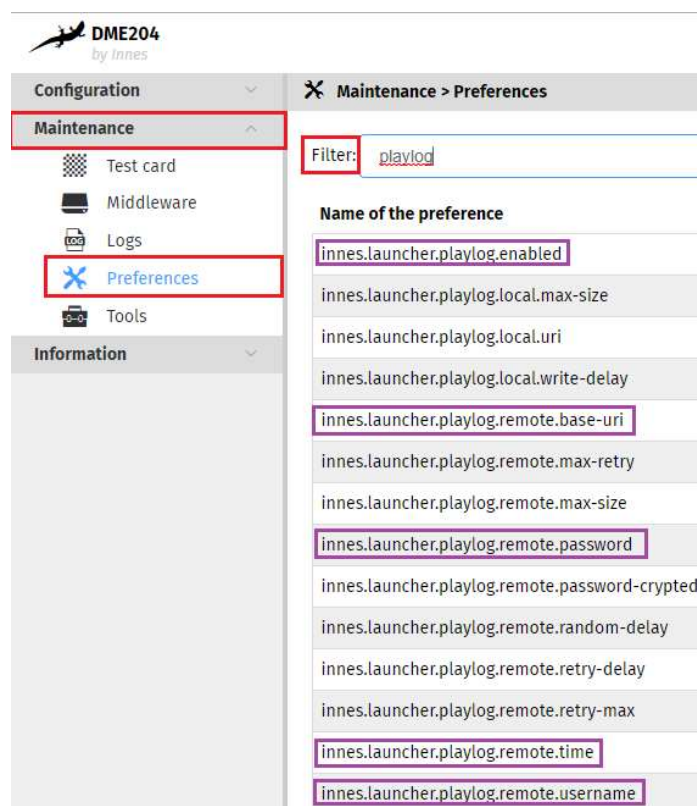 DME204
by Innes
Configuration
Maintenance
Test card
Middleware
LOG
Logs
Preferences
Tools
Information
Maintenance > Preferences
Filter: playlog
Name of the preference
innes.launcher.playlog.enabled
innes.launcher.playlog.local.max-size
innes.launcher.playlog.local.uri
innes.launcher.playlog.local.write-delay
innes.launcher.playlog.remote.base-uri
innes.launcher.playlog.remote.max-retry
innes.launcher.playlog.remote.max-size
innes.launcher.playlog.remote.password
innes.launcher.playlog.remote.password-crypted
innes.launcher.playlog.remote.random-delay
innes.launcher.playlog.remote.retry-delay
innes.launcher.playlog.remote.retry-max
innes.launcher.playlog.remote.time
innes.launcher.playlog.remote.username